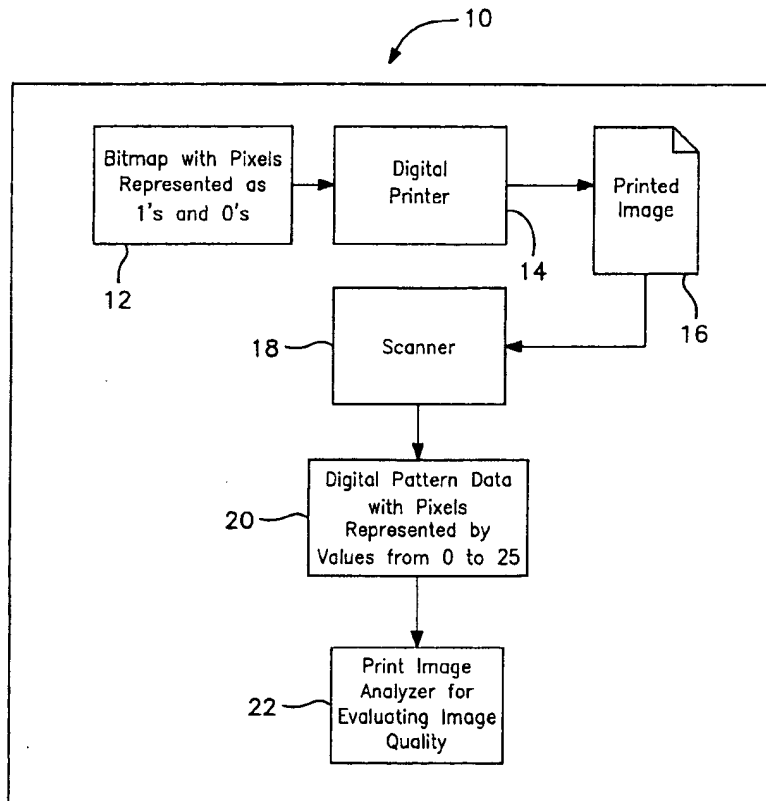 10
Bitmap with Pixels
Represented as
1's and 0's
12
Digital
Printer
14
Printed
Image
16
18
Scanner
20
Digital Pattern Data
with Pixels
Represented by
Values from 0 to 25
22
Print Image
Analyzer for
Evaluating Image
Quality